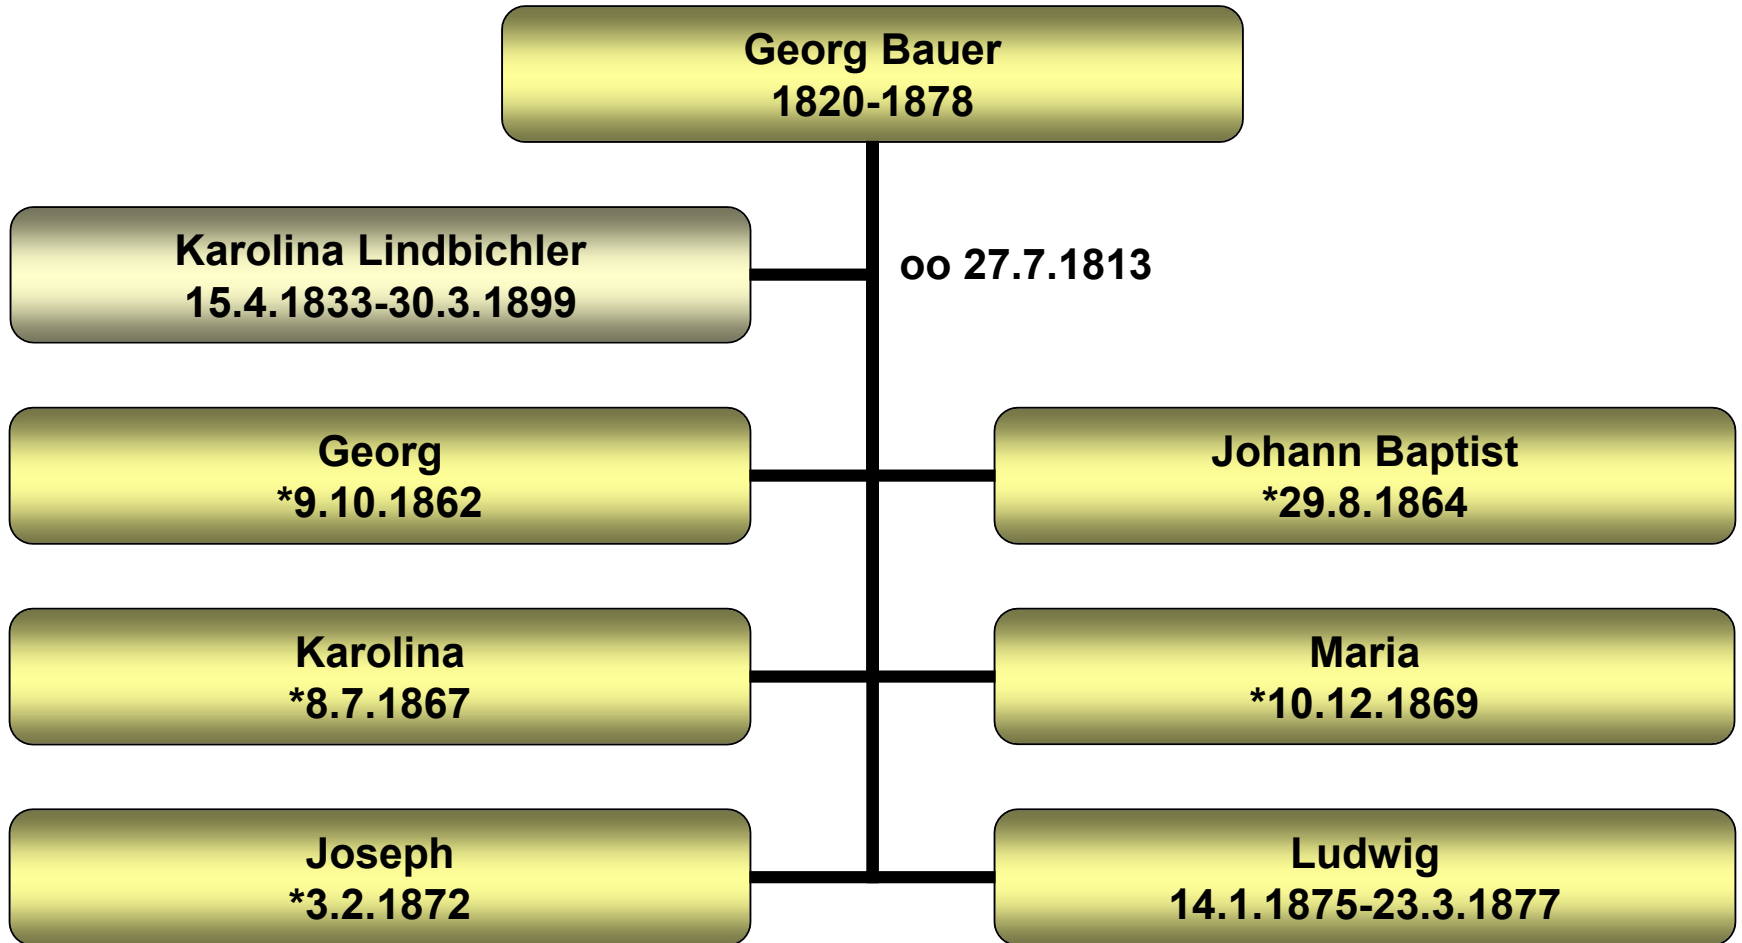 Georg Bauer
1820-1878
Karolina Lindbichler
15.4.1833-30.3.1899
oo 27.7.1813
Georg
*9.10.1862
Johann Baptist
*29.8.1864
Karolina
*8.7.1867
Maria
*10.12.1869
Joseph
*3.2.1872
Ludwig
14.1.1875-23.3.1877